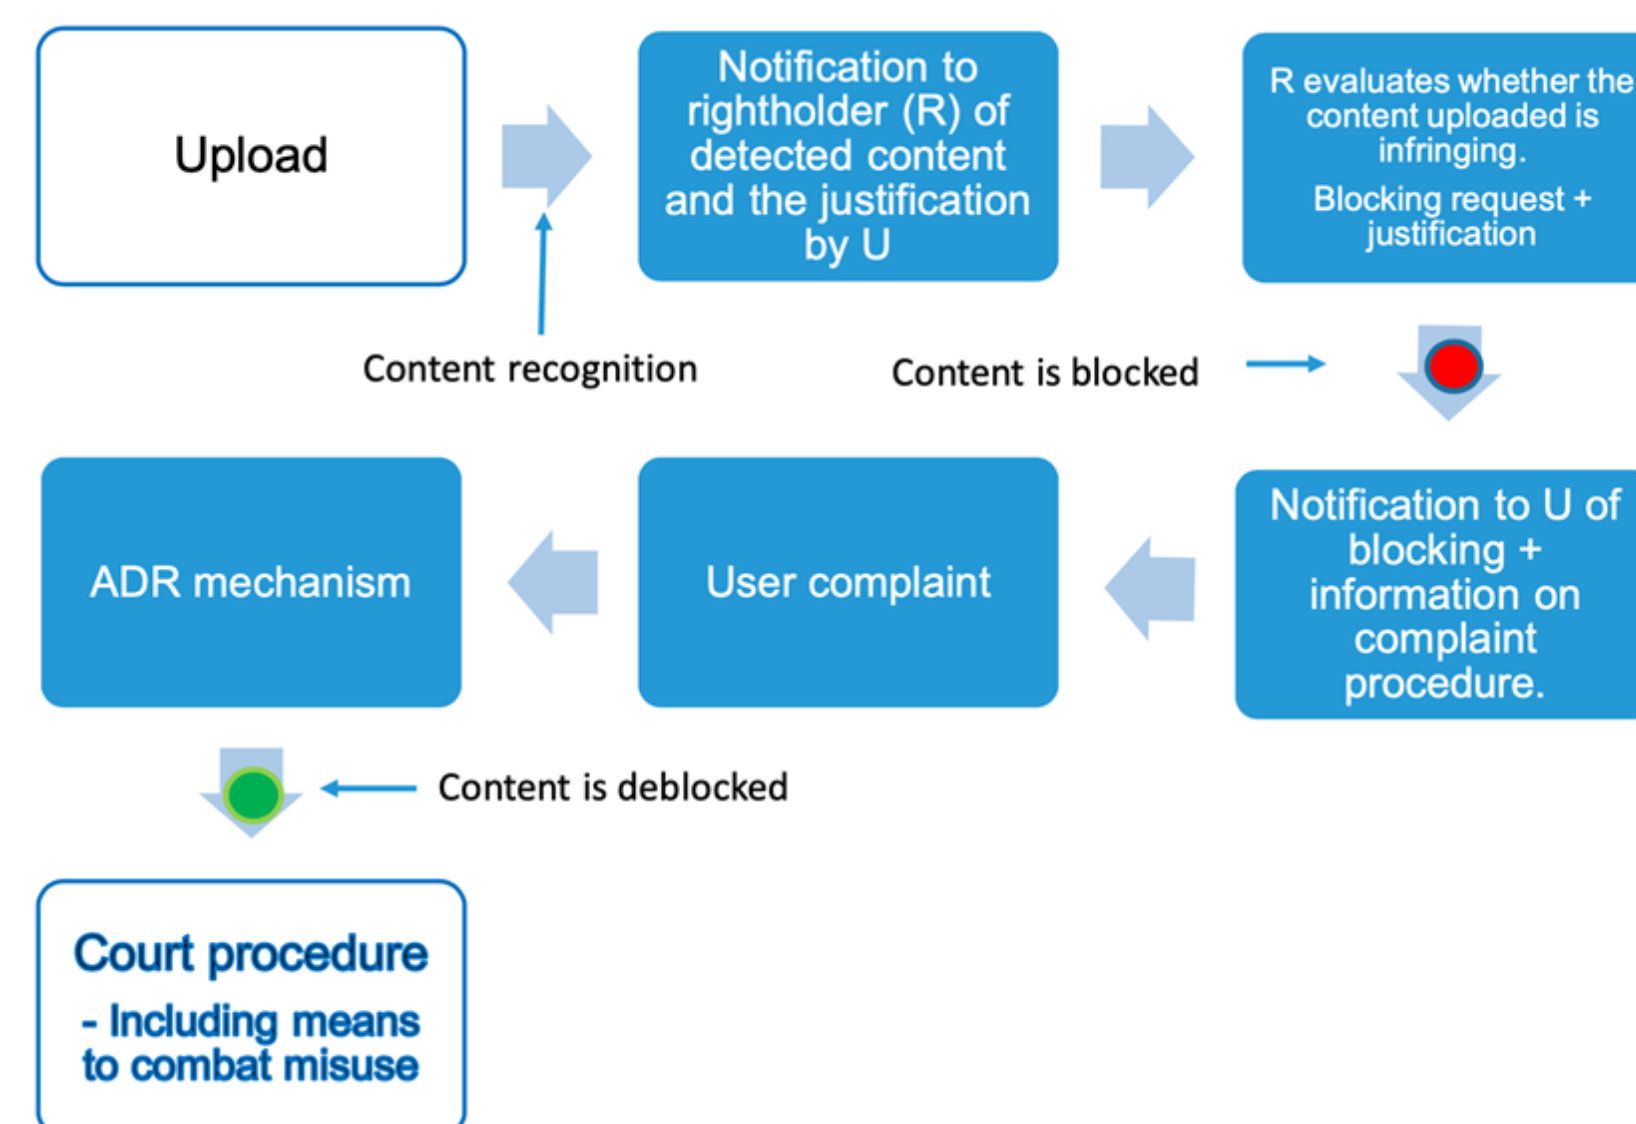 Upload
Notification to
rightholder (R) of
detected content
and the justification
by U
R evaluates whether the
content uploaded is
infringing.
Blocking request +
justification
Content recognition
Content is blocked
ADR mechanism
User complaint
Notification to U of
blocking +
information on
complaint
procedure.
Content is deblocked
Court procedure
- Including means
to combat misuse